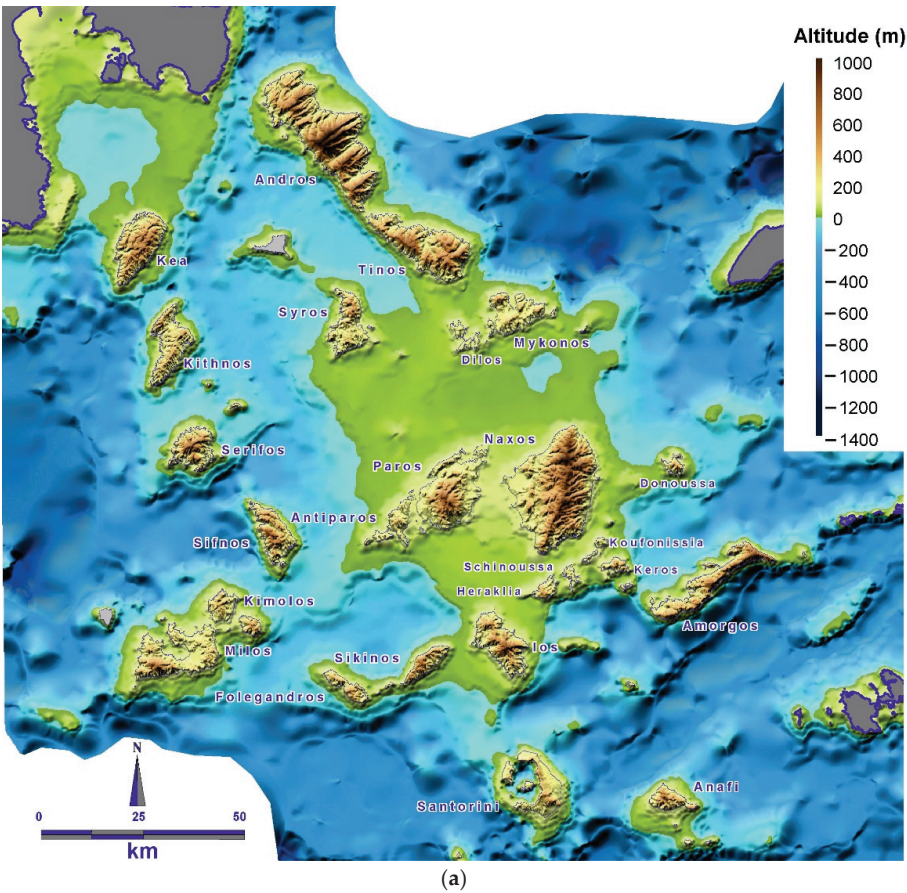 Altitude (m)
1000
800
600
400
200
0
−200
−400
−600
−800
−1000
−1200
−1400
Andros
Kea
Tinos
Syros
Mykonos
Dilos
Kithnos
Serifos
Naxos
Paros
Donoussa
Antiparos
Sifnos
Koufonissia
Schinoussa
Keros
Heraklia
Kimolos
Amorgos
Milos
Ios
Sikinos
Folegandros
Santorini
Anafi
N
0 25 50
km
(a)